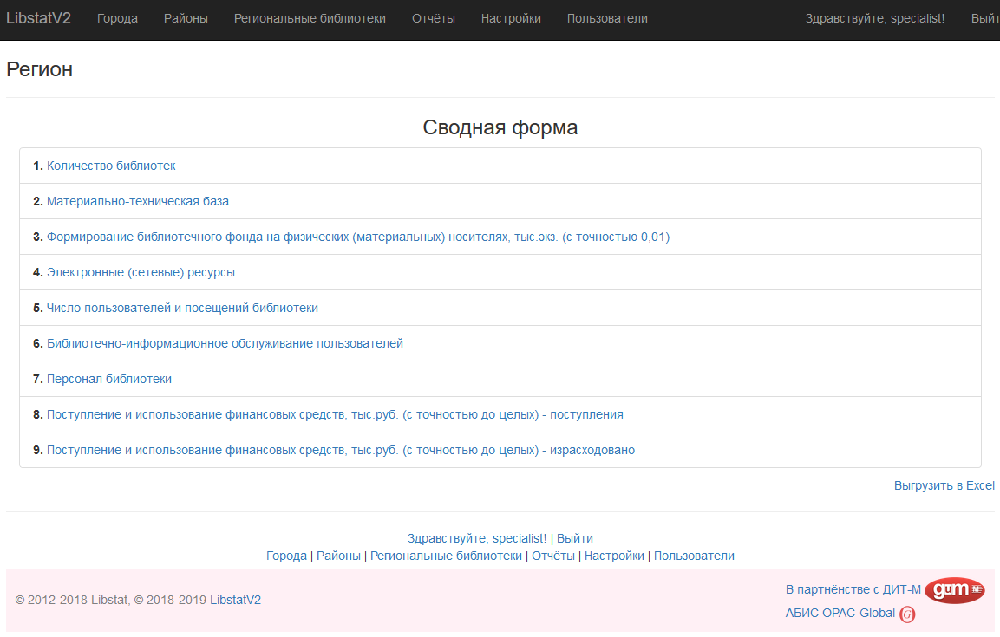 LibstatV2 Города Районы Региональные библиотеки Отчёты Настройки Пользователи Здравствуйте, specialist! Выйт
Регион
Сводная форма
1. Количество библиотек
2. Материально-техническая база
3. Формирование библиотечного фонда на физических (материальных) носителях, тыс.экз. (с точностью 0,01)
4. Электронные (сетевые) ресурсы
5. Число пользователей и посещений библиотеки
6. Библиотечно-информационное обслуживание пользователей
7. Персонал библиотеки
8. Поступление и использование финансовых средств, тыс.руб. (с точностью до целых) - поступления
9. Поступление и использование финансовых средств, тыс.руб. (с точностью до целых) - израсходовано
Выгрузить в Excel
Здравствуйте, specialist! | Выйти
Города | Районы | Региональные библиотеки | Отчёты | Настройки | Пользователи
© 2012-2018 Libstat, © 2018-2019 LibstatV2
В партнёнстве с ДИТ-М
АБИС OPAC-Global